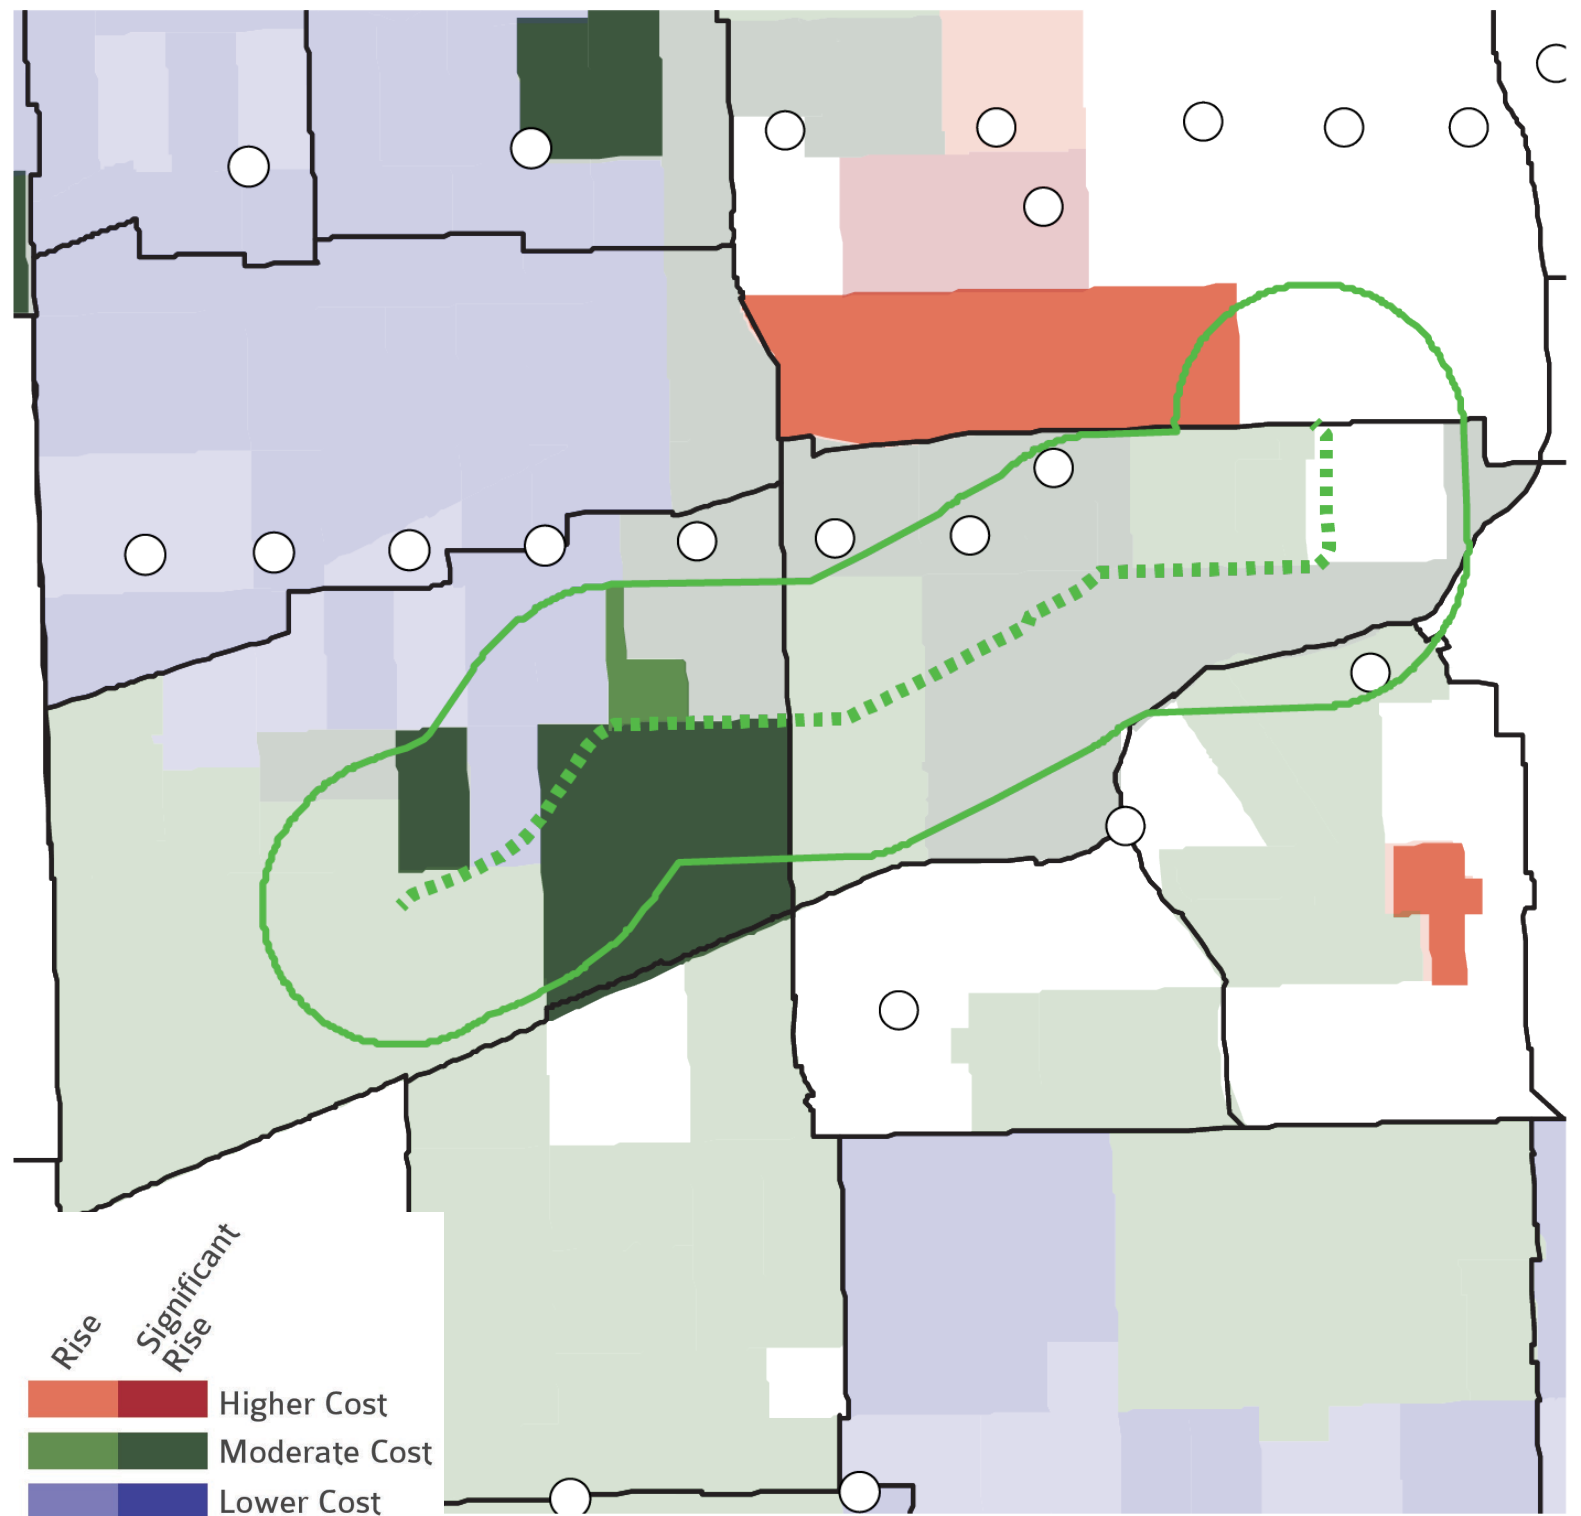 Rise
Significant
Rise
Higher Cost
Moderate Cost
Lower Cost